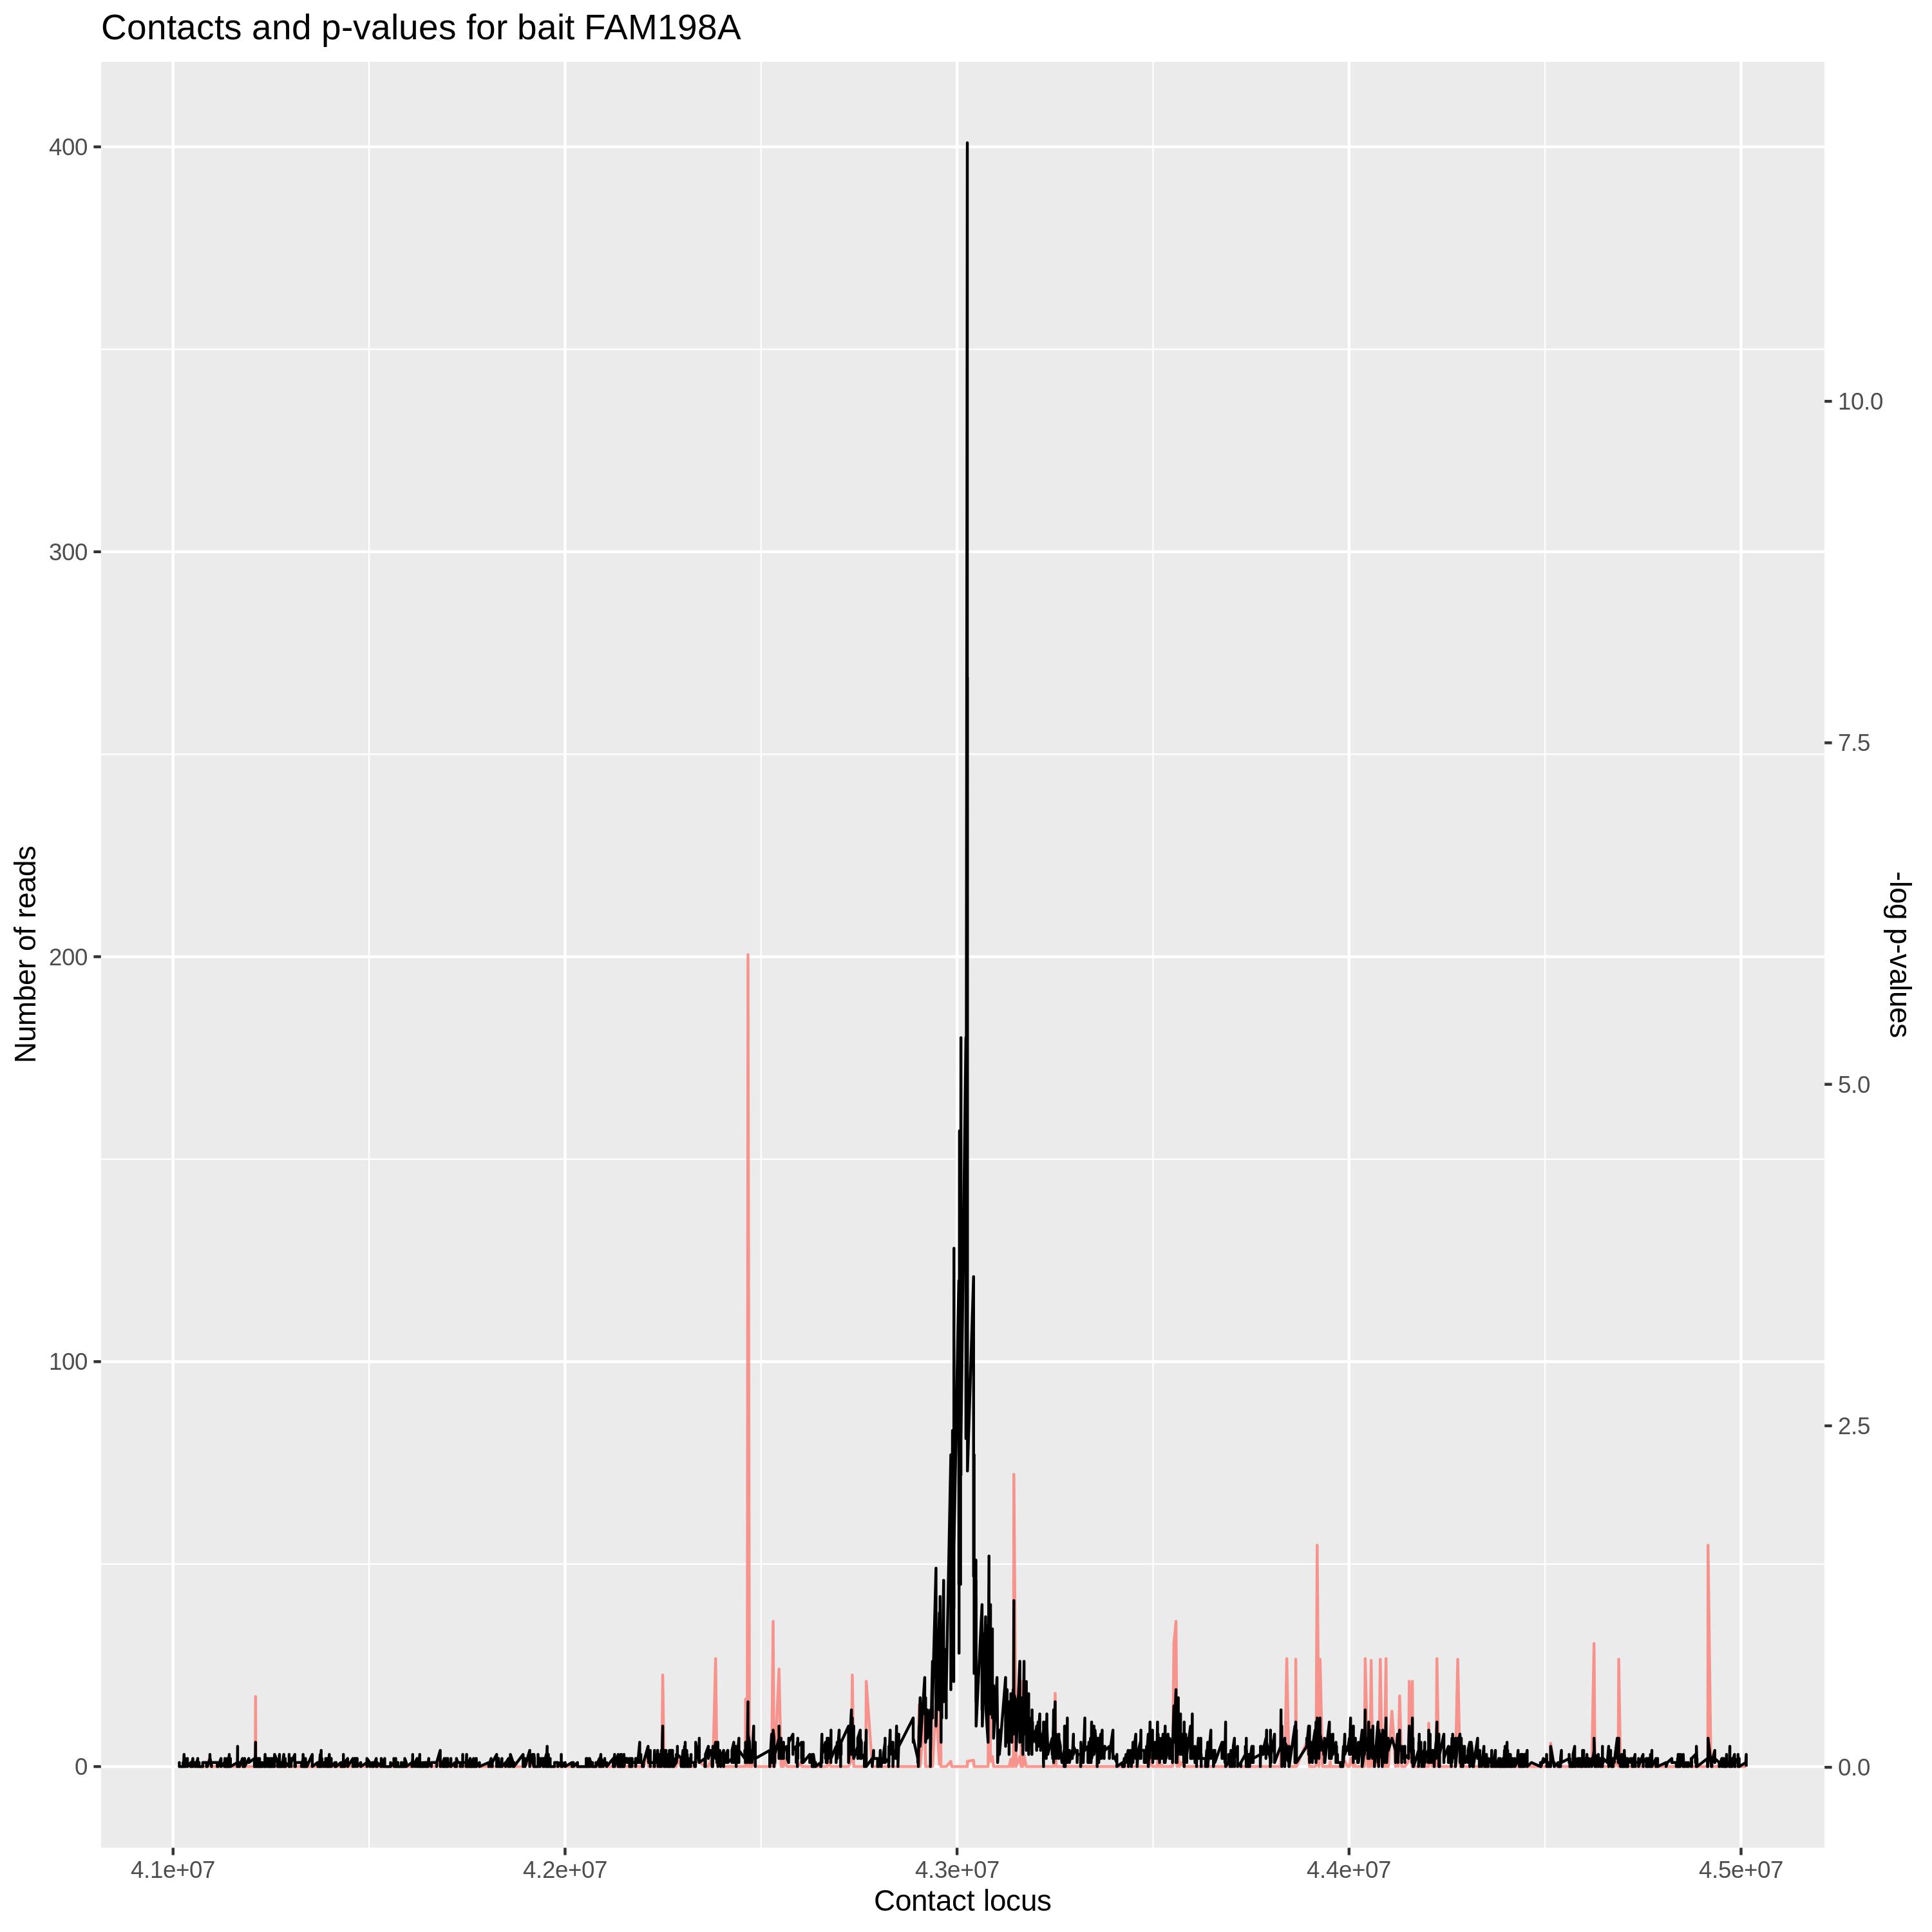 Contacts and p-values for bait FAM198A
400
300
200
100
0
Number of reads
10.0
7.5
5.0
2.5
0.0
-log p-values
4.1e+07
4.2e+07
4.3e+07
4.4e+07
4.5e+07
Contact locus